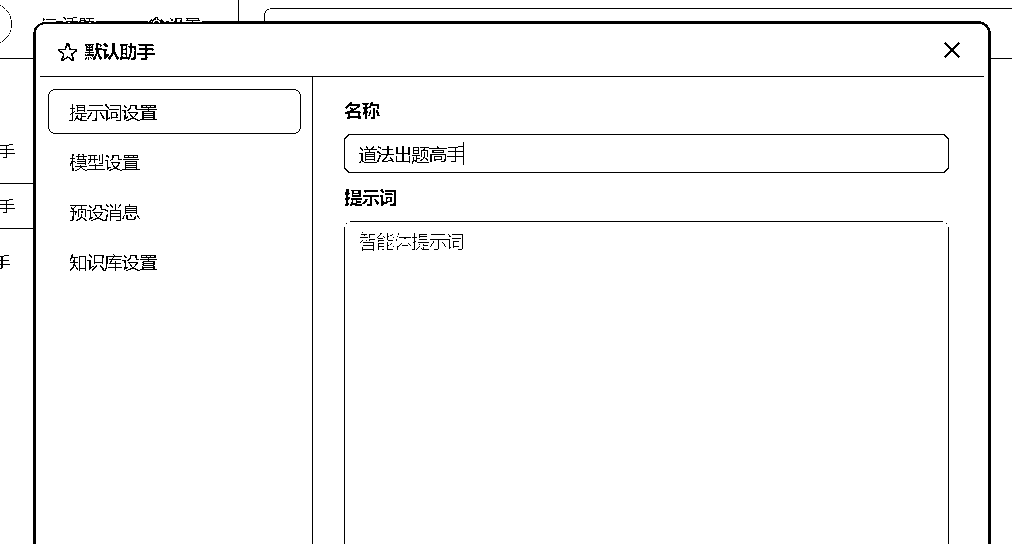 设置
默认助手
提示词设置
模型设置
预设消息
知识库设置
手
手
手
名称
道法出题高手
提示词
智能体提示词